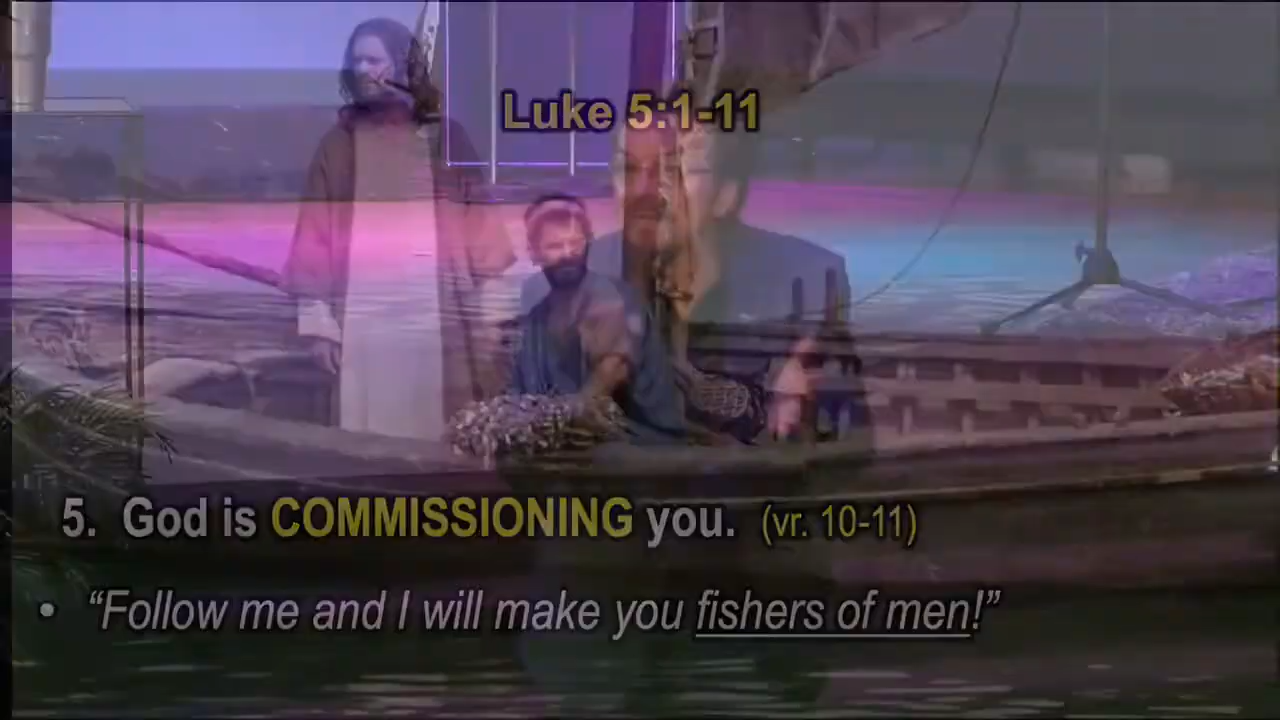 Luke 5:1-11
5. God is COMMISSIONING you. (vr. 10-11)
• “Follow me and I will make you fishers of men!”